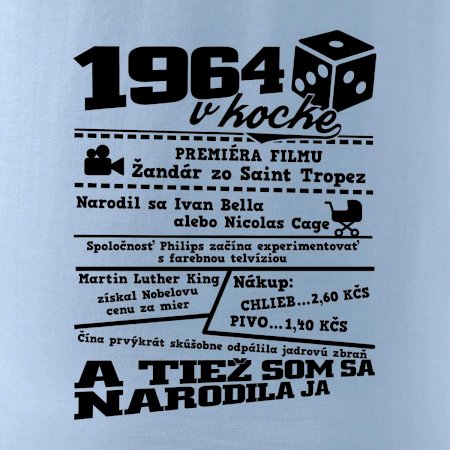 1964
v kocke
PREMIÉRA FILMU
Žandár zo Saint Tropez
Narodil sa Ivan Bella
alebo Nicolas Cage
Spoločnosť Philips začína experimentovať
s farebnou telvíziou
Martin Luther King
získal Nobelovu
cenu za mier
Nákup:
CHLIEB...2,60 KČS
PIVO...1,40 KČS
Čína prvýkrát skúšobne odpálila jadrovú zbraň
A TIEŽ SOM SA
NARODILA JA